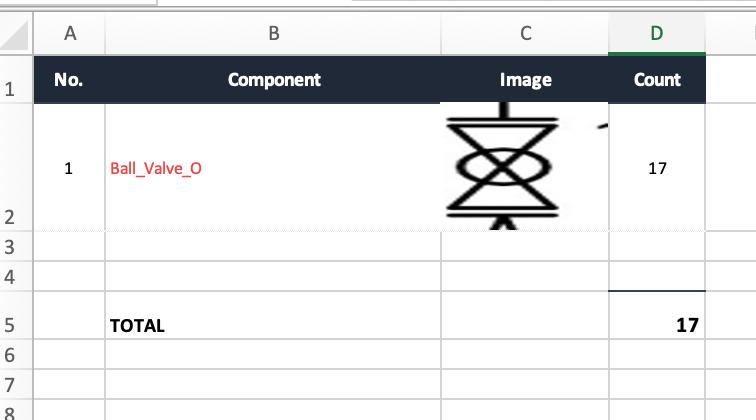 A B C D
1 No. Component Image Count
2 1 Ball_Valve_O 17
3
4
5 TOTAL 17
6
7
8